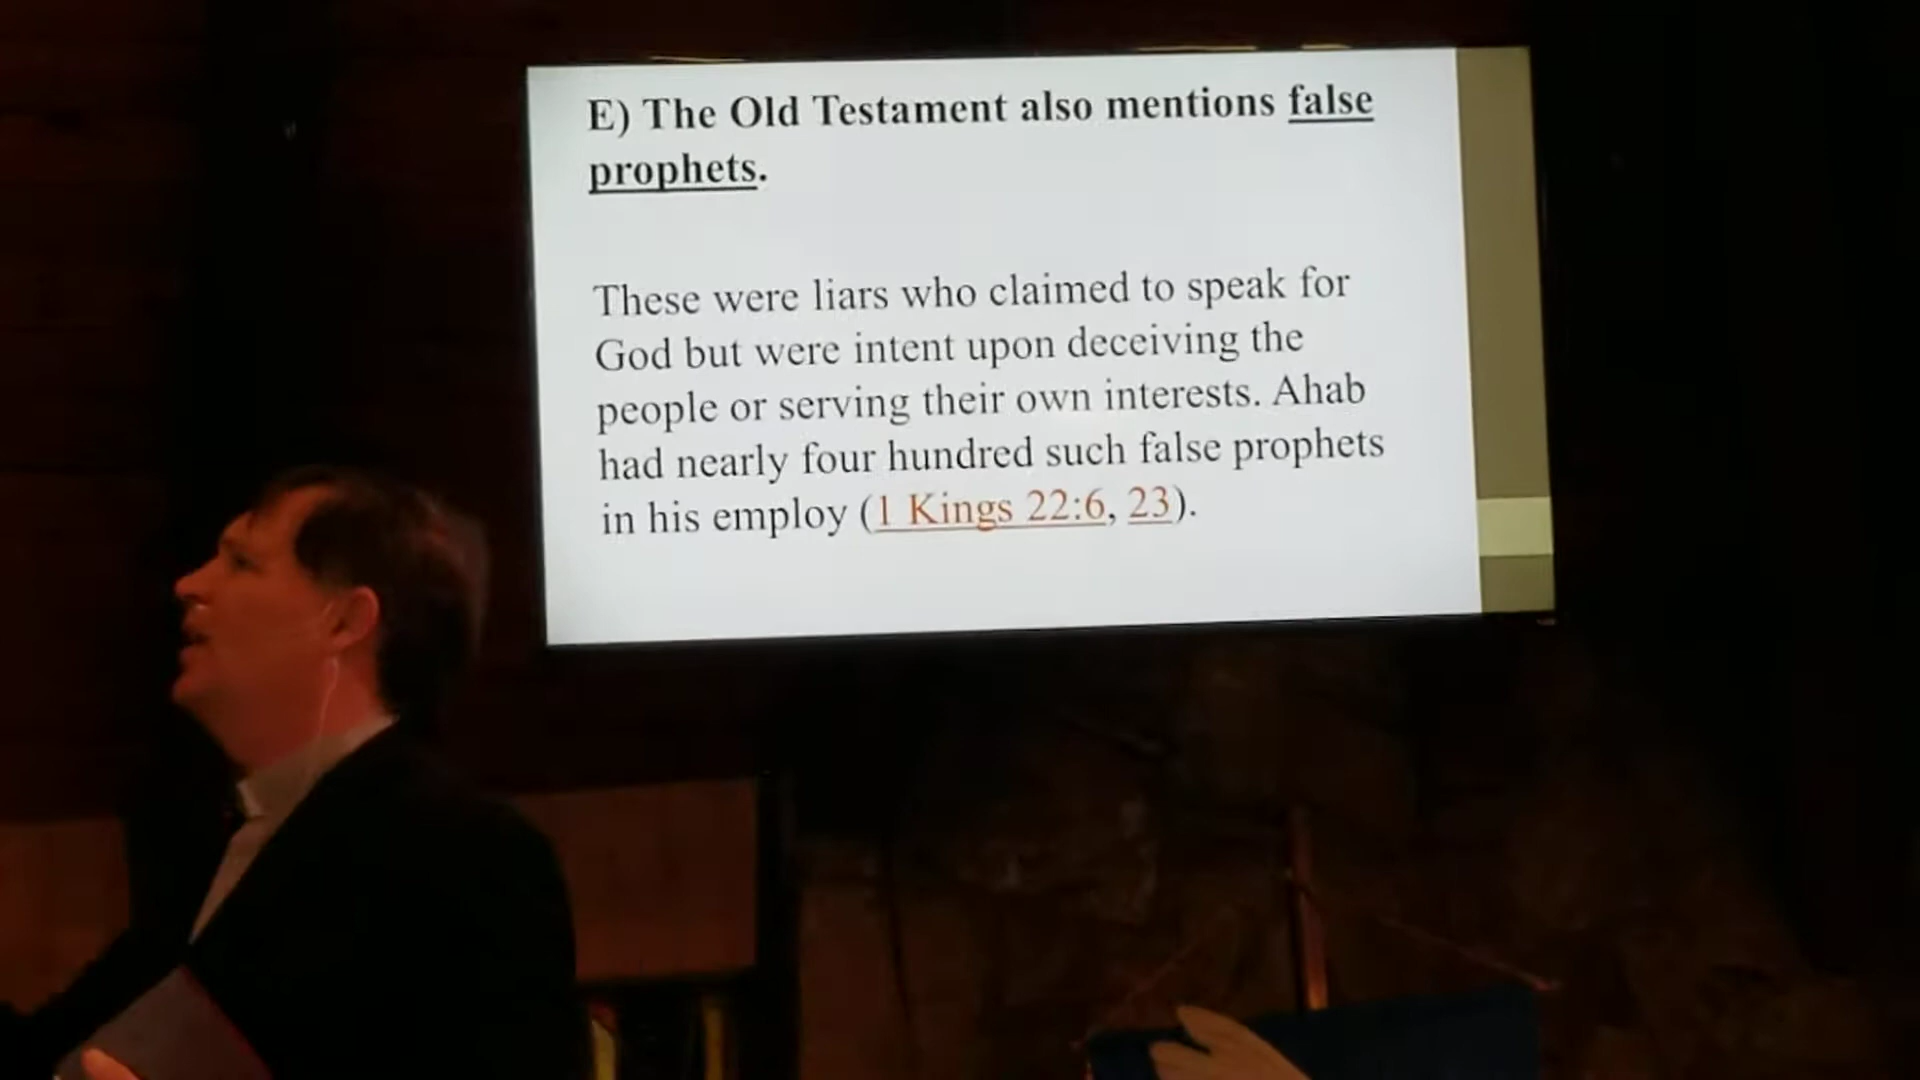 E) The Old Testament also mentions false
prophets.
These were liars who claimed to speak for
God but were intent upon deceiving the
people or serving their own interests. Ahab
had nearly four hundred such false prophets
in his employ (1 Kings 22:6, 23).